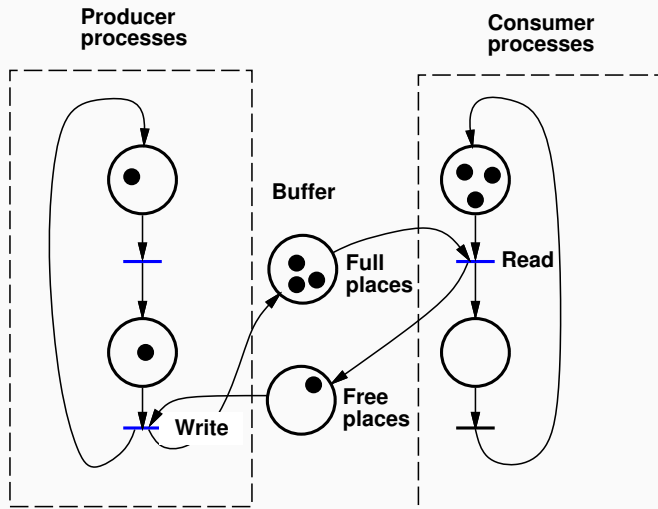 Producer
processes
Consumer
processes
Buffer
Full
places
Read
Free
places
Write